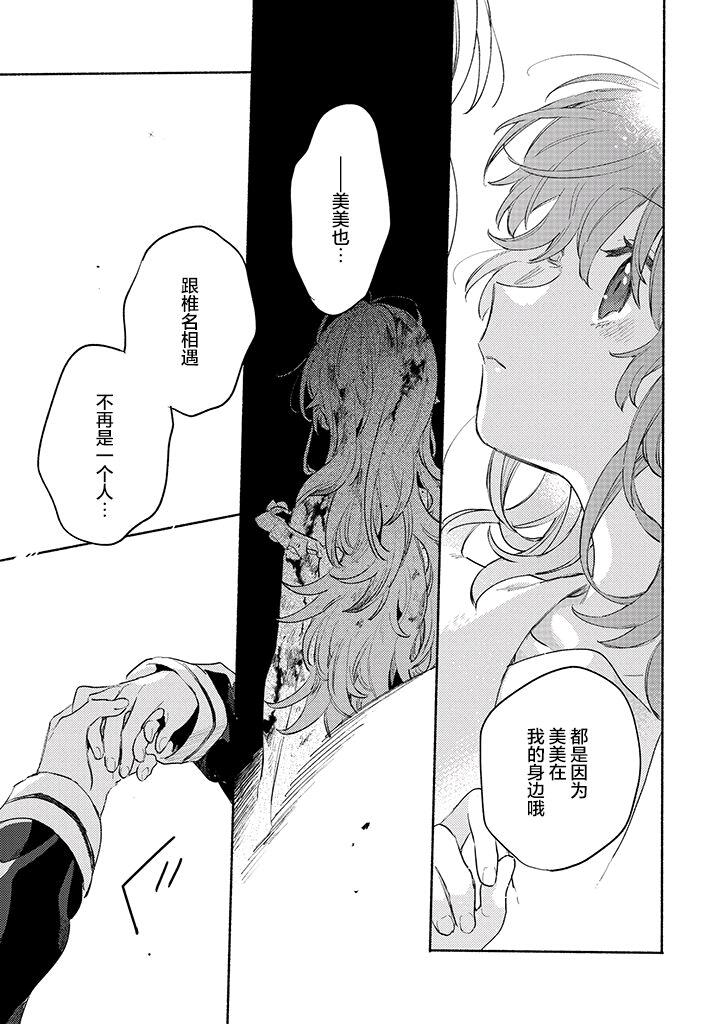 都是因为
美美在
我的身边哦
——美美也…
跟椎名相遇
不再是一个人…